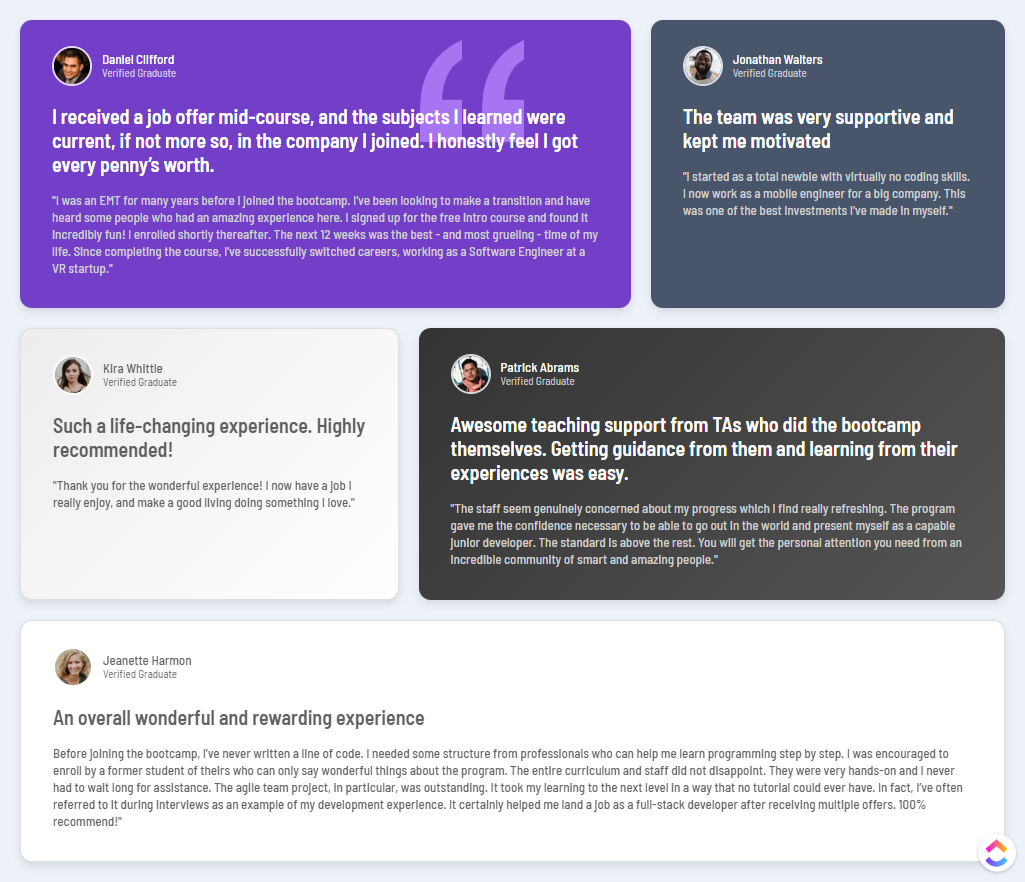 Daniel Clifford
Verified Graduate
I received a job offer mid-course, and the subjects I learned were
current, if not more so, in the company I joined. I honestly feel I got
every penny’s worth.
"I was an EMT for many years before I joined the bootcamp. I've been looking to make a transition and have
heard some people who had an amazing experience here. I signed up for the free intro course and found it
incredibly fun! I enrolled shortly thereafter. The next 12 weeks was the best - and most grueling - time of my
life. Since completing the course, I've successfully switched careers, working as a Software Engineer at a
VR startup."
Jonathan Walters
Verified Graduate
The team was very supportive and
kept me motivated
"I started as a total newbie with virtually no coding skills.
I now work as a mobile engineer for a big company. This
was one of the best investments I've made in myself."
Kira Whittle
Verified Graduate
Such a life-changing experience. Highly
recommended!
"Thank you for the wonderful experience! I now have a job I
really enjoy, and make a good living doing something I love."
Patrick Abrams
Verified Graduate
Awesome teaching support from TAs who did the bootcamp
themselves. Getting guidance from them and learning from their
experiences was easy.
"The staff seem genuinely concerned about my progress which I find really refreshing. The program
gave me the confidence necessary to be able to go out in the world and present myself as a capable
junior developer. The standard is above the rest. You will get the personal attention you need from an
incredible community of smart and amazing people."
Jeanette Harmon
Verified Graduate
An overall wonderful and rewarding experience
Before joining the bootcamp, I've never written a line of code. I needed some structure from professionals who can help me learn programming step by step. I was encouraged to
enroll by a former student of theirs who can only say wonderful things about the program. The entire curriculum and staff did not disappoint. They were very hands-on and I never
had to wait long for assistance. The agile team project, in particular, was outstanding. It took my learning to the next level in a way that no tutorial could ever have. In fact, I've often
referred to it during interviews as an example of my development experience. It certainly helped me land a job as a full-stack developer after receiving multiple offers. 100%
recommend!"